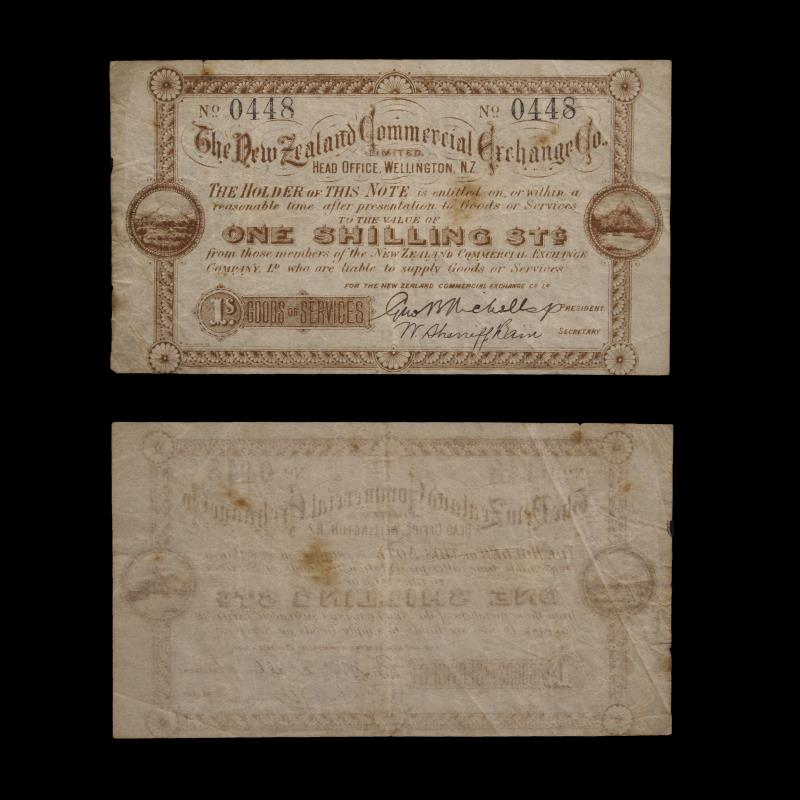 No 0448 No 0448
The New Zealand Commercial Exchange Co.
LIMITED.
HEAD OFFICE, WELLINGTON, N.Z.
THE HOLDER OF THIS NOTE is entitled on, or within a
reasonable time after presentation to Goods or Services
TO THE VALUE OF
ONE SHILLING STG
from those members of the NEW ZEALAND COMMERCIAL EXCHANGE
COMPANY, LD who are liable to supply Goods or Services
FOR THE NEW ZEALAND COMMERCIAL EXCHANGE CO LD
1S. GOODS OR SERVICES Geo PRESIDENT.
W. Sherriff Bain SECRETARY